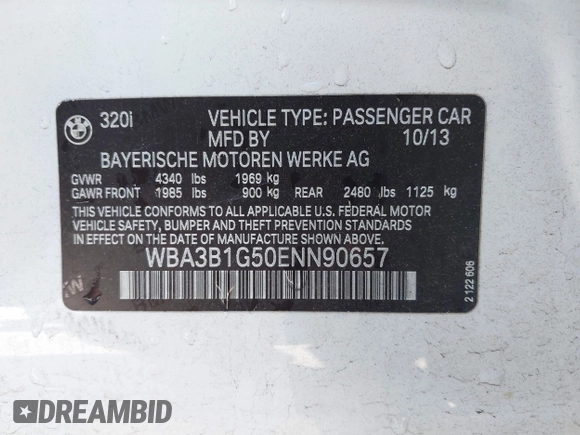 BMW
320i VEHICLE TYPE: PASSENGER CAR
MFD BY 10/13
BAYERISCHE MOTOREN WERKE AG
GVWR 4340 lbs 1969 kg
GAWR FRONT 1985 lbs 900 kg REAR 2480 lbs 1125 kg
THIS VEHICLE CONFORMS TO ALL APPLICABLE U.S. FEDERAL MOTOR
VEHICLE SAFETY, BUMPER AND THEFT PREVENTION STANDARDS
IN EFFECT ON THE DATE OF MANUFACTURE SHOWN ABOVE.
WBA3B1G50ENN90657
2 122 606
DREAMBID